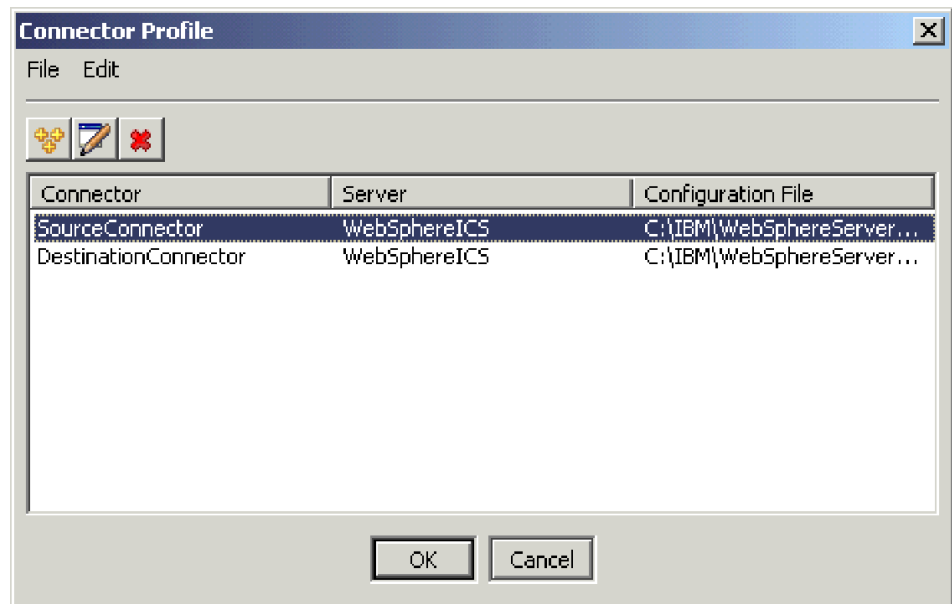 Connector Profile
File Edit
Connector Server Configuration File
SourceConnector WebSphereICS C:\IBM\WebSphereServer...
DestinationConnector WebSphereICS C:\IBM\WebSphereServer...
OK Cancel